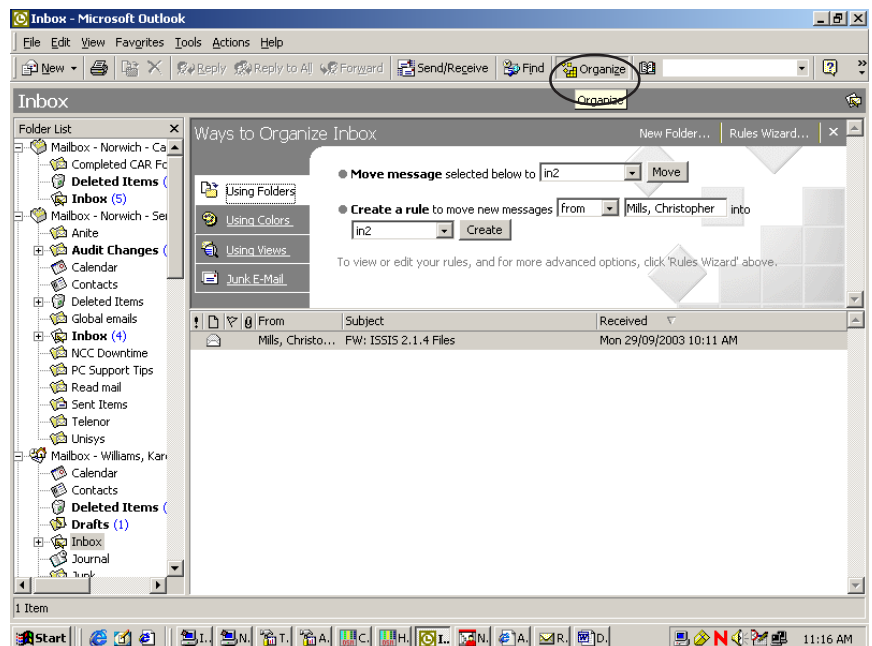 Inbox - Microsoft Outlook
File Edit View Favorites Tools Actions Help
New Reply Reply to All Forward Send/Receive Find Organize
Organize
Inbox
Folder List
Mailbox - Norwich - Ca
Completed CAR Fo
Deleted Items (
Inbox (5)
Mailbox - Norwich - Ser
Anite
Audit Changes (
Calendar
Contacts
Deleted Items
Global emails
Inbox (4)
NCC Downtime
PC Support Tips
Read mail
Sent Items
Telenor
Unisys
Mailbox - Williams, Kar
Calendar
Contacts
Deleted Items (
Drafts (1)
Inbox
Journal
Junk
Ways to Organize Inbox New Folder... Rules Wizard...
Using Folders
Using Colors
Using Views
Junk E-Mail
Move message selected below to in2 Move
Create a rule to move new messages from Mills, Christopher into
in2 Create
To view or edit your rules, and for more advanced options, click 'Rules Wizard' above.
From Subject Received
Mills, Christo... FW: ISSIS 2.1.4 Files Mon 29/09/2003 10:11 AM
1 Item
Start I.. N. T. A. C. H. I.. N. A. R. D. N 11:16 AM